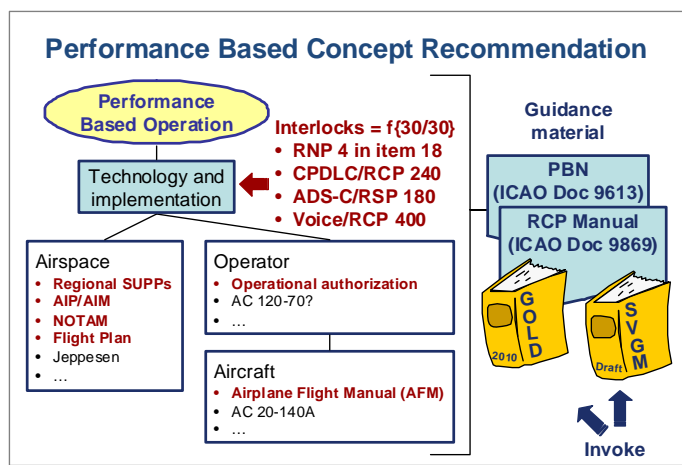 Performance Based Concept Recommendation
Performance
Based Operation
Interlocks = f{30/30}
• RNP 4 in item 18
• CPDLC/RCP 240
• ADS-C/RSP 180
• Voice/RCP 400
Technology and
implementation
Airspace
• Regional SUPPs
• AIP/AIM
• NOTAM
• Flight Plan
• Jeppesen
• …
Operator
• Operational authorization
• AC 120-70?
• …
Aircraft
• Airplane Flight Manual (AFM)
• AC 20-140A
• …
Guidance
material
PBN
(ICAO Doc 9613)
RCP Manual
(ICAO Doc 9869)
GOLD
2010
SVGM
Draft
Invoke